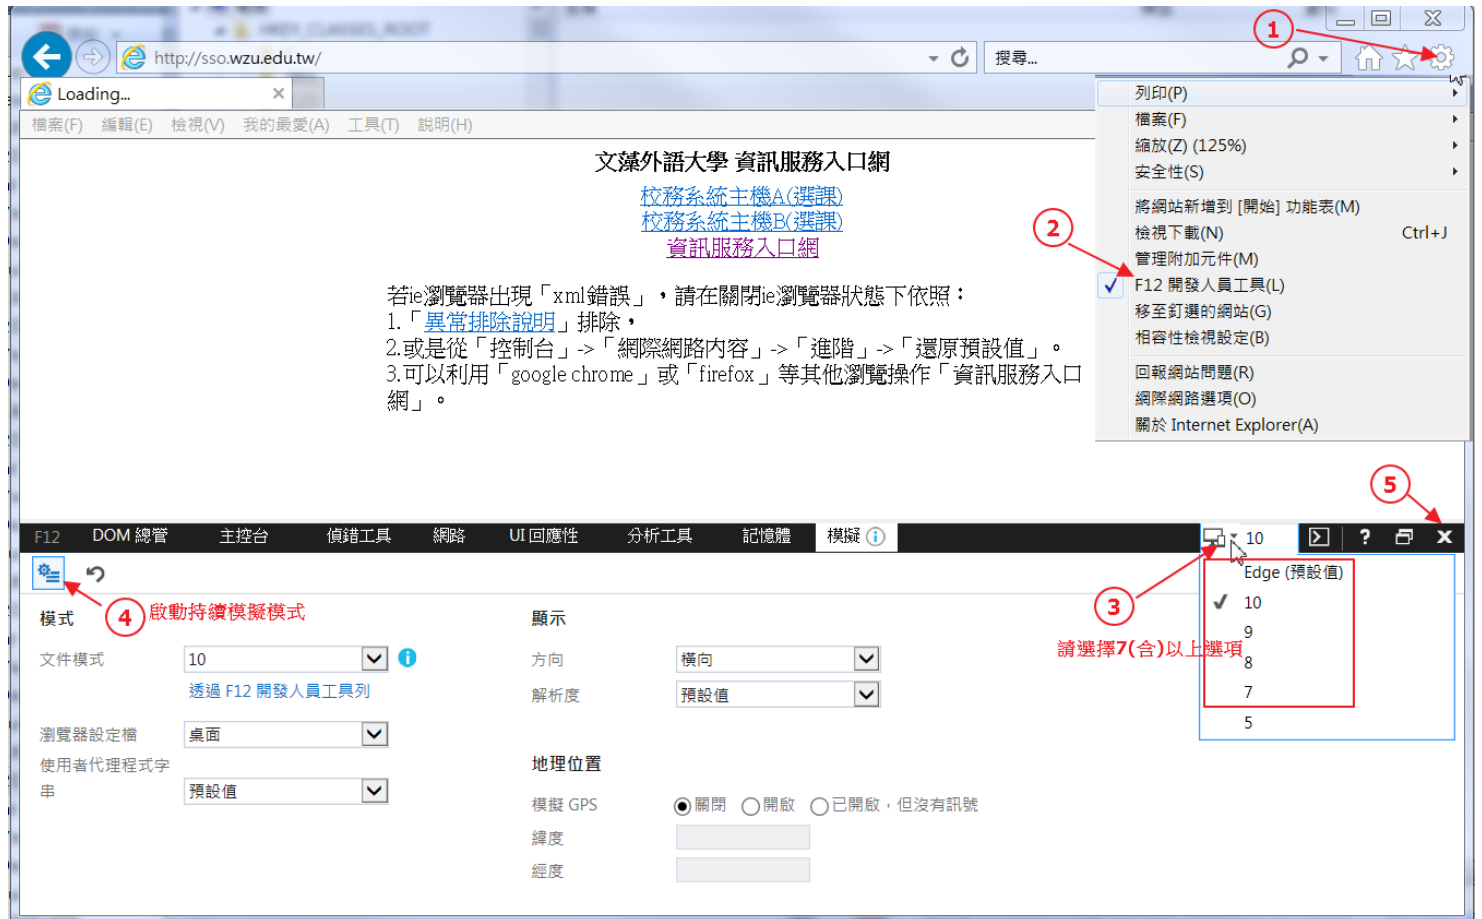 HKEY_CLASSES_ROOT
1
http://sso.wzu.edu.tw/
搜尋...
Loading...
檔案(F) 編輯(E) 檢視(V) 我的最愛(A) 工具(T) 說明(H)
列印(P)
檔案(F)
縮放(Z) (125%)
安全性(S)
將網站新增到 [開始] 功能表(M)
檢視下載(N) Ctrl+J
管理附加元件(M)
F12 開發人員工具(L)
移至釘選的網站(G)
相容性檢視設定(B)
回報網站問題(R)
網際網路選項(O)
關於 Internet Explorer(A)
2
文藻外語大學 資訊服務入口網
校務系統主機A(選課)
校務系統主機B(選課)
資訊服務入口網
若ie瀏覽器出現「xml錯誤」，請在關閉ie瀏覽器狀態下依照：
1.「異常排除說明」排除，
2.或是從「控制台」->「網際網路內容」->「進階」->「還原預設值」。
3.可以利用「google chrome」或「firefox」等其他瀏覽操作「資訊服務入口
網」。
5
F12 DOM 總管 主控台 偵錯工具 網路 UI 回應性 分析工具 記憶體 模擬 10 ?
Edge (預設值)
10
9
8
7
5
3
請選擇7(含)以上選項
4 啟動持續模擬模式
模式
文件模式 10
透過 F12 開發人員工具列
瀏覽器設定檔 桌面
使用者代理程式字
串 預設值
顯示
方向 橫向
解析度 預設值
地理位置
模擬 GPS 關閉 開啟 已開啟，但沒有訊號
緯度
經度